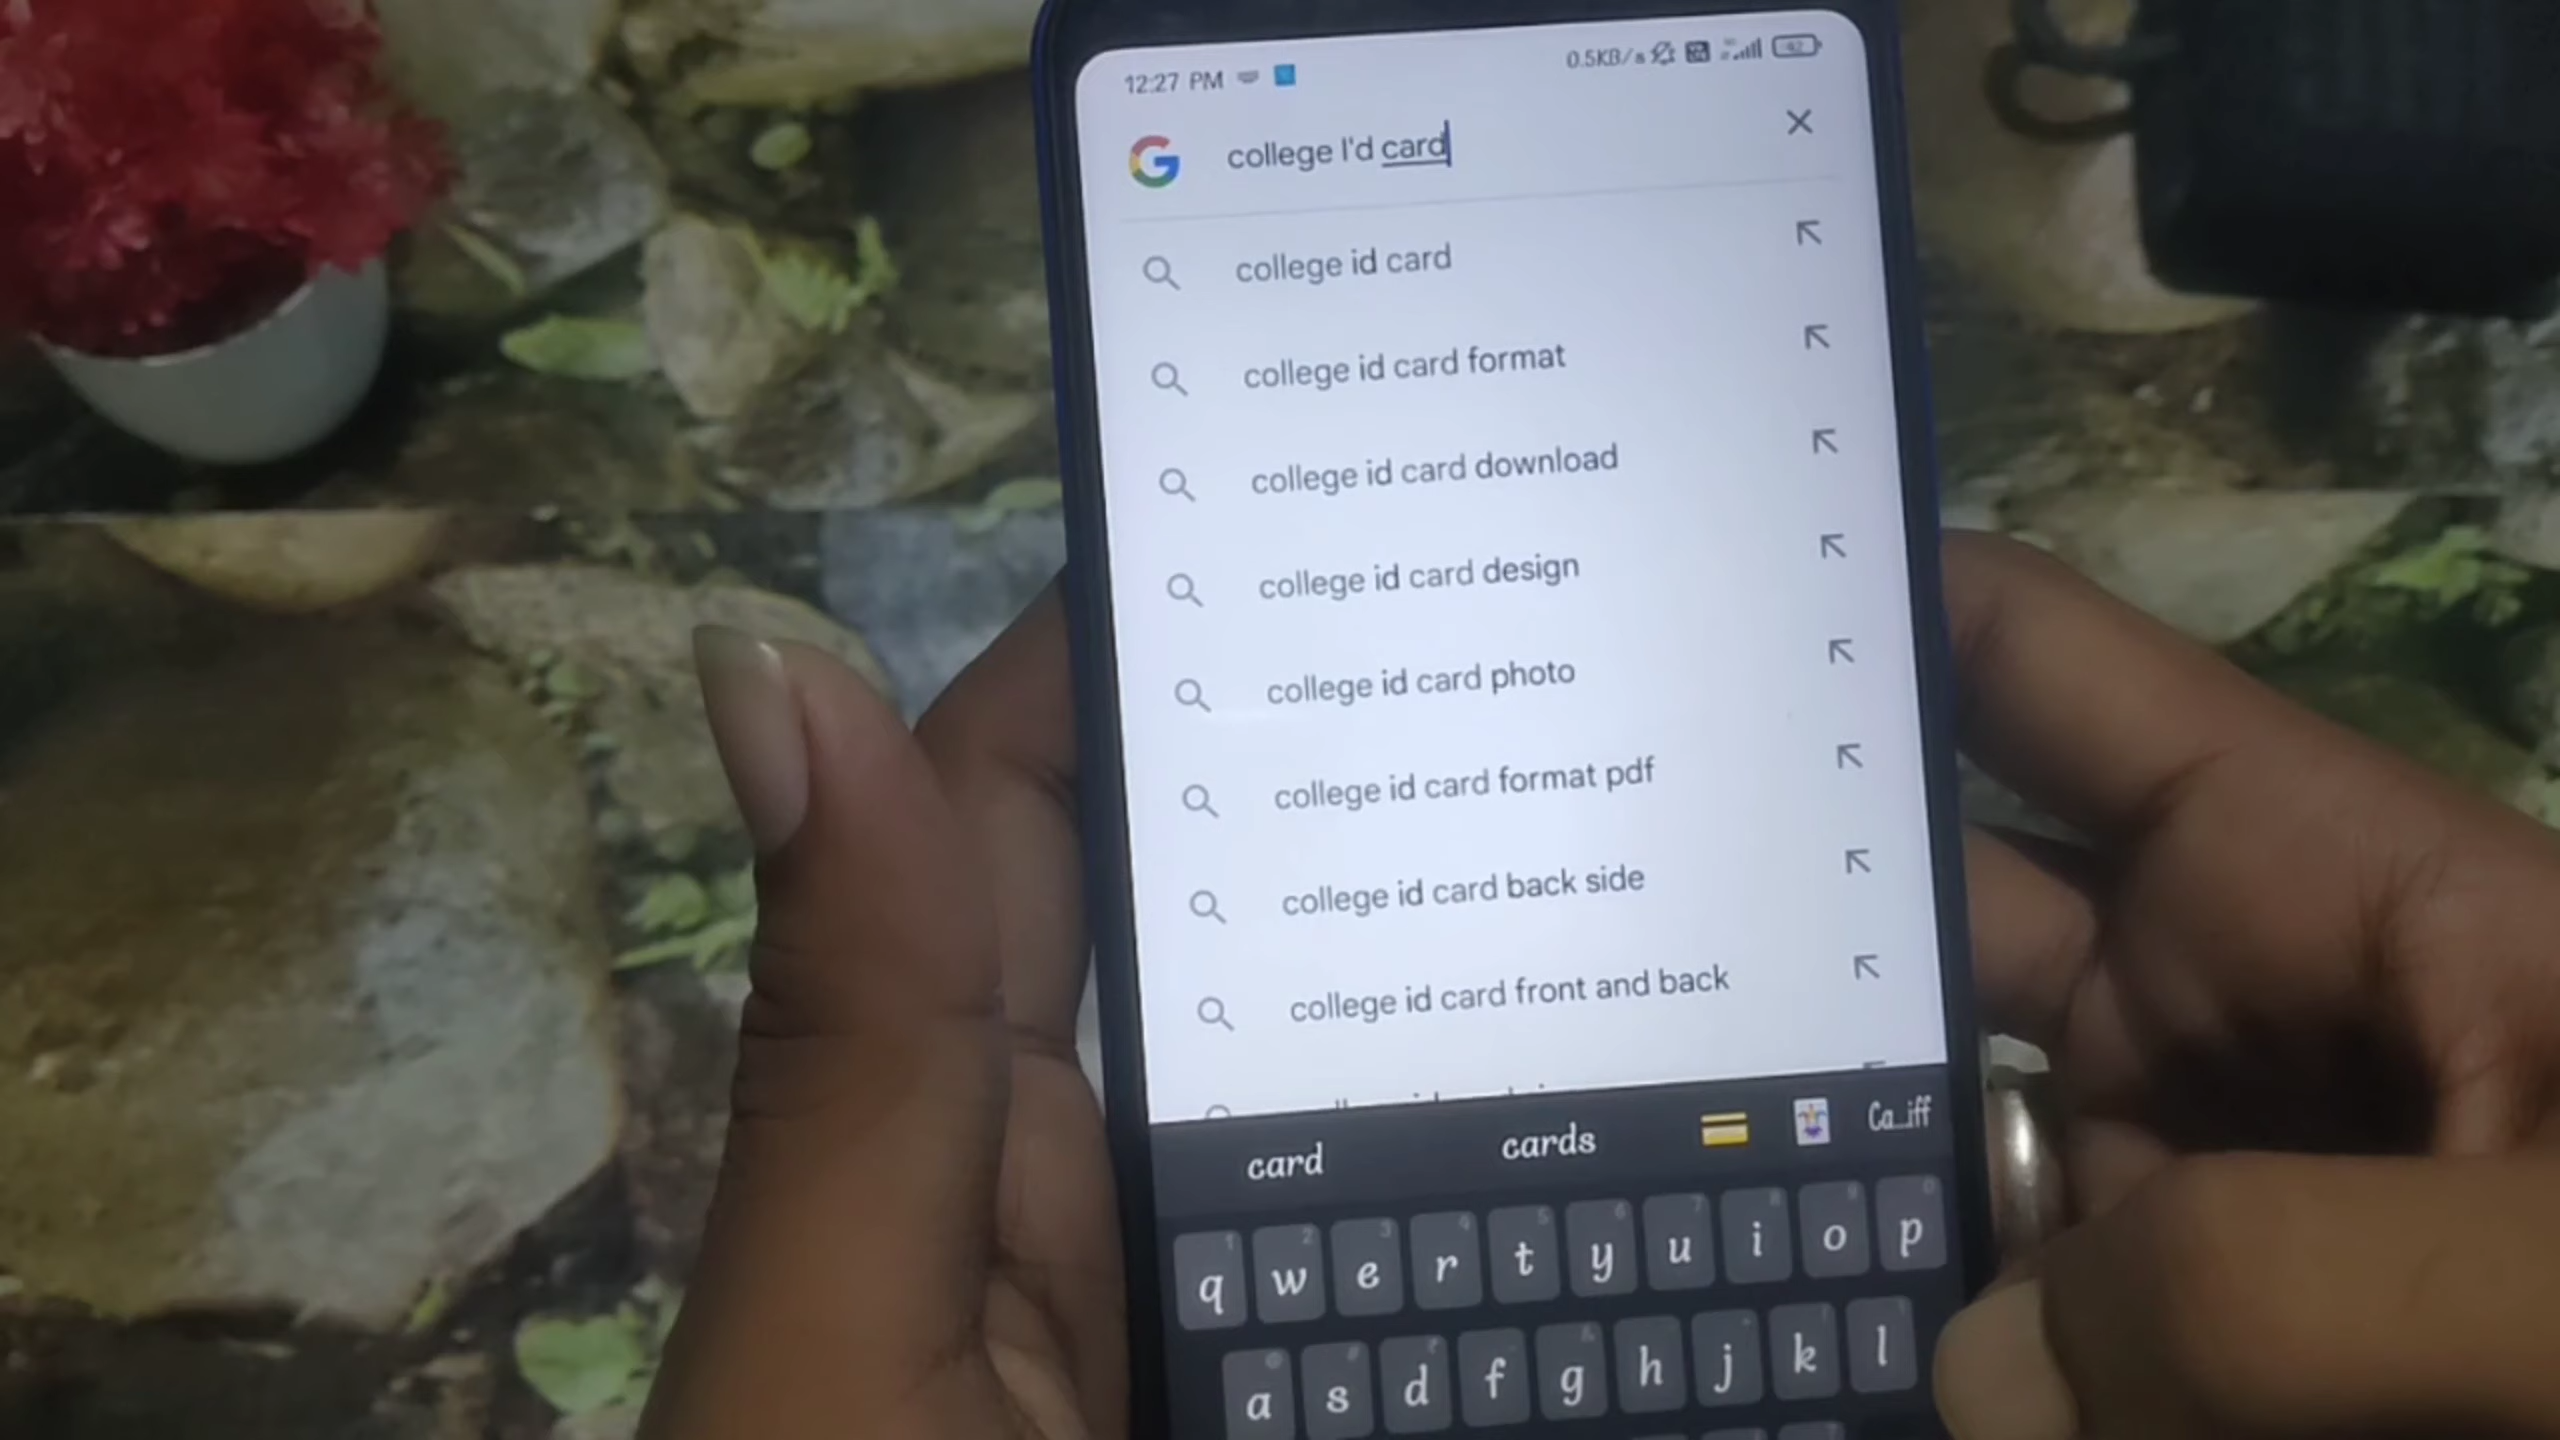 12:27 PM 0.5KB/s
college I'd card
college id card
college id card format
college id card download
college id card design
college id card photo
college id card format pdf
college id card back side
college id card front and back
card cards Ca...iff
q w e r t y u i o p
a s d f g h j k l